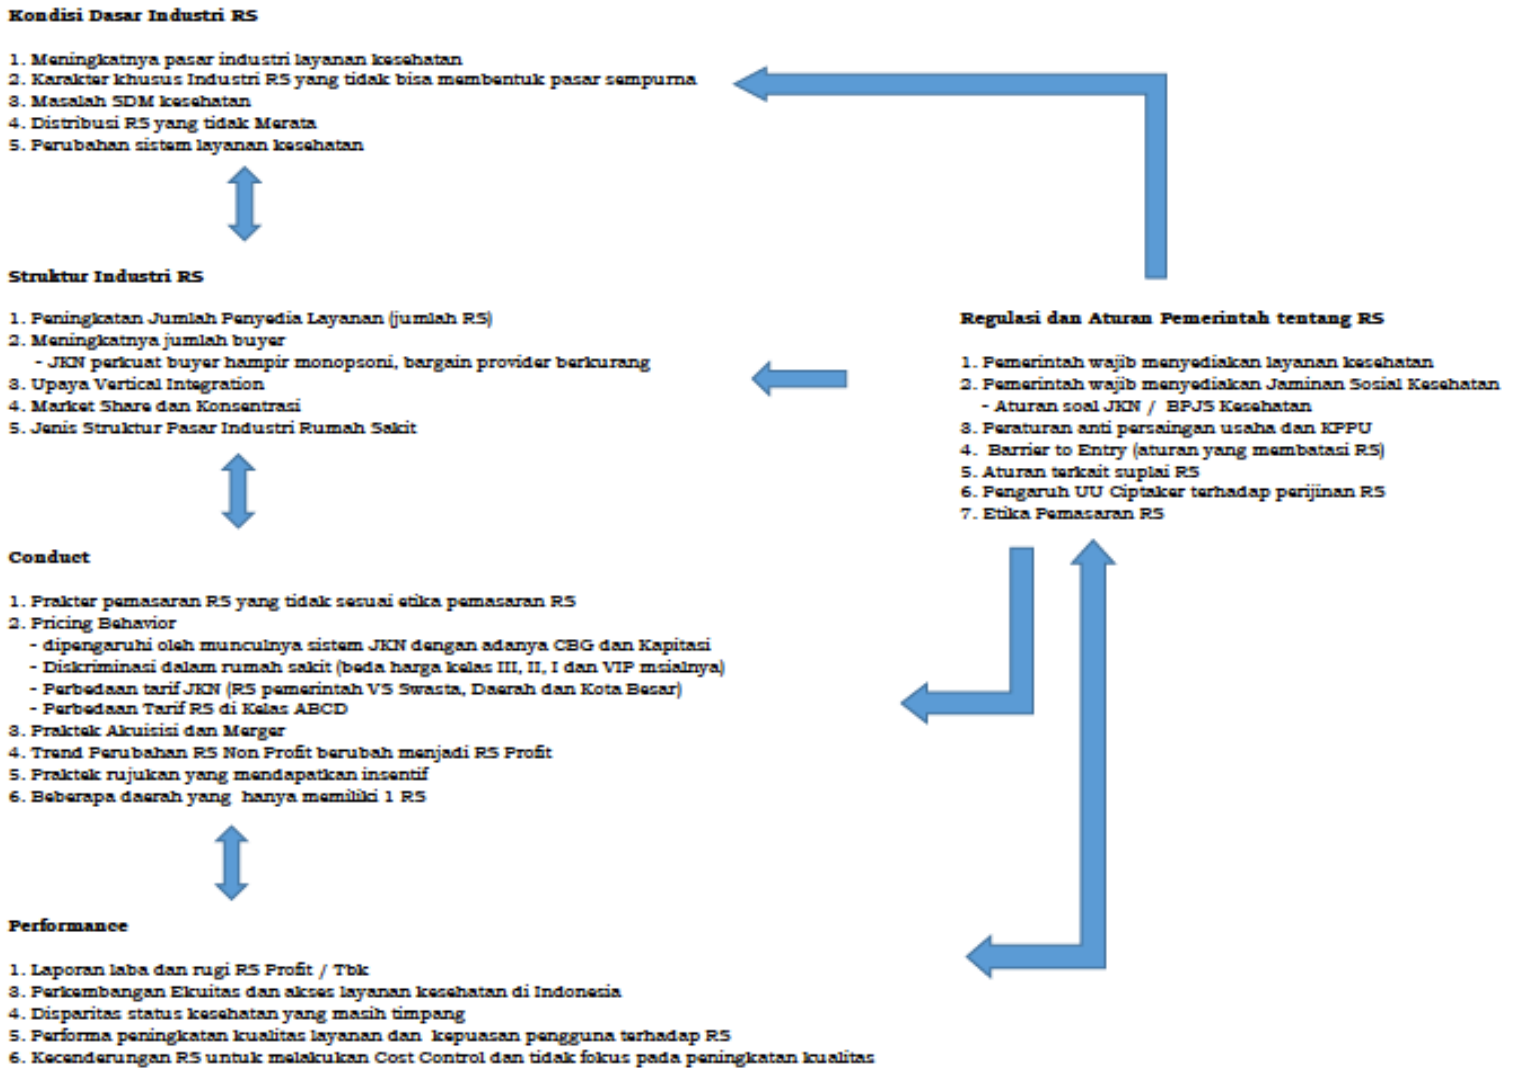 Kondisi Dasar Industri RS
1. Meningkatnya pasar industri layanan kesehatan
2. Karakter khusus Industri RS yang tidak bisa membentuk pasar sempurna
3. Masalah SDM kesehatan
4. Distribusi RS yang tidak Merata
5. Perubahan sistem layanan kesehatan
Struktur Industri RS
1. Peningkatan Jumlah Penyedia Layanan (jumlah RS)
2. Meningkatnya jumlah buyer
- JKN perkuat buyer hampir monopsoni, bargain provider berkurang
3. Upaya Vertical Integration
4. Market Share dan Konsentrasi
5. Jenis Struktur Pasar Industri Rumah Sakit
Conduct
1. Prakter pemasaran RS yang tidak sesuai etika pemasaran RS
2. Pricing Behavior
- dipengaruhi oleh munculnya sistem JKN dengan adanya CBG dan Kapitasi
- Diskriminasi dalam rumah sakit (beda harga kelas III, II, I dan VIP msialnya)
- Perbedaan tarif JKN (RS pemerintah VS Swasta, Daerah dan Kota Besar)
- Perbedaan Tarif RS di Kelas ABCD
3. Praktek Akuisisi dan Merger
4. Trend Perubahan RS Non Profit berubah menjadi RS Profit
5. Praktek rujukan yang mendapatkan insentif
6. Beberapa daerah yang hanya memiliki 1 RS
Performance
1. Laporan laba dan rugi RS Profit / Tbk
3. Perkembangan Ekuitas dan akses layanan kesehatan di Indonesia
4. Disparitas status kesehatan yang masih timpang
5. Performa peningkatan kualitas layanan dan kepuasan pengguna terhadap RS
6. Kecenderungan RS untuk melakukan Cost Control dan tidak fokus pada peningkatan kualitas
Regulasi dan Aturan Pemerintah tentang RS
1. Pemerintah wajib menyediakan layanan kesehatan
2. Pemerintah wajib menyediakan Jaminan Sosial Kesehatan
- Aturan soal JKN / BPJS Kesehatan
3. Peraturan anti persaingan usaha dan KPPU
4. Barrier to Entry (aturan yang membatasi RS)
5. Aturan terkait suplai RS
6. Pengaruh UU Ciptaker terhadap perijinan RS
7. Etika Pemasaran RS